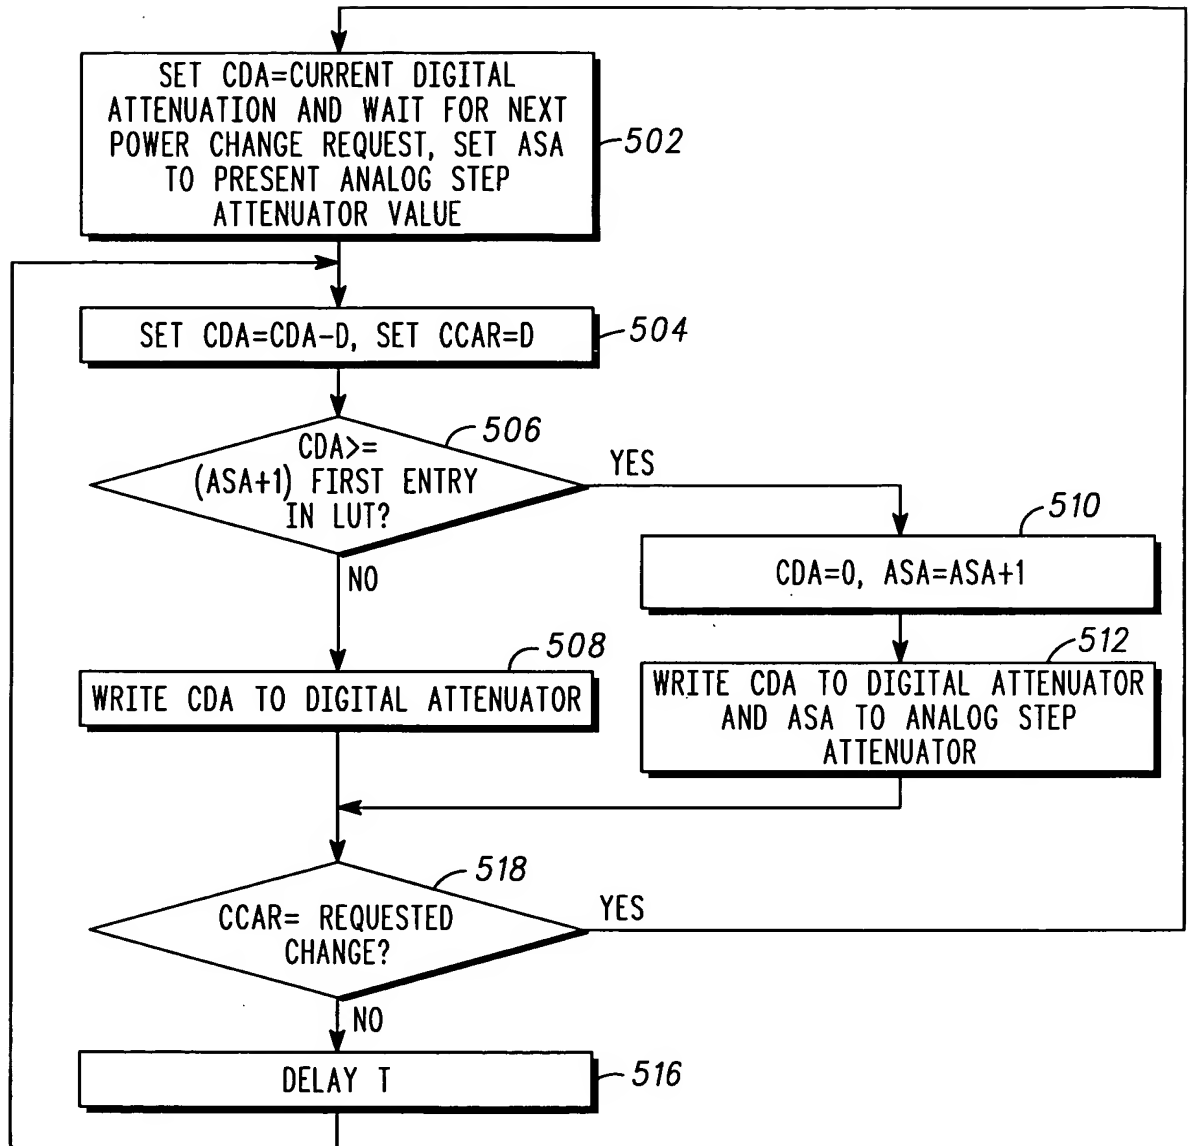 SET CDA=CURRENT DIGITAL
ATTENUATION AND WAIT FOR NEXT
POWER CHANGE REQUEST, SET ASA
TO PRESENT ANALOG STEP
ATTENUATOR VALUE
502
SET CDA=CDA-D, SET CCAR=D
504
CDA>=
(ASA+1) FIRST ENTRY
IN LUT?
506
YES
NO
CDA=0, ASA=ASA+1
510
WRITE CDA TO DIGITAL ATTENUATOR
508
WRITE CDA TO DIGITAL ATTENUATOR
AND ASA TO ANALOG STEP
ATTENUATOR
512
CCAR= REQUESTED
CHANGE?
518
YES
NO
DELAY T
516